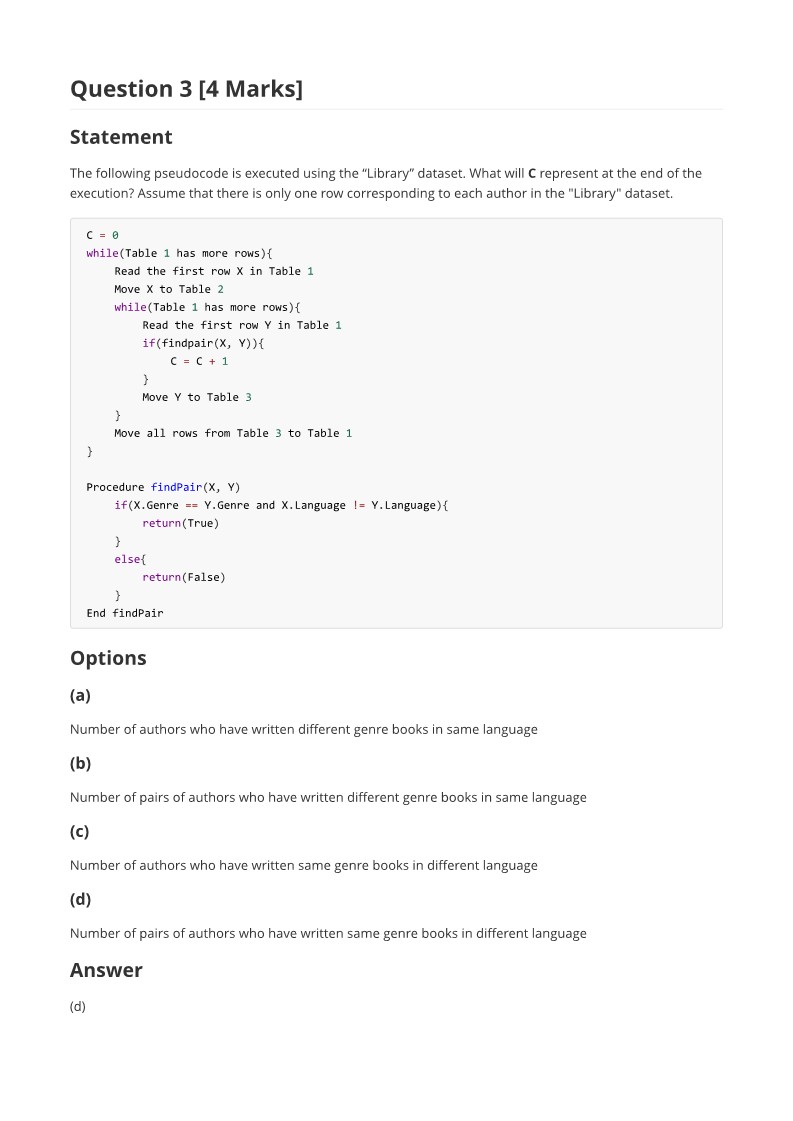 Question 3 [4 Marks]
Statement
The following pseudocode is executed using the “Library” dataset. What will C represent at the end of the
execution? Assume that there is only one row corresponding to each author in the "Library" dataset.
C = 0
while(Table 1 has more rows){
    Read the first row X in Table 1
    Move X to Table 2
    while(Table 1 has more rows){
        Read the first row Y in Table 1
        if(findpair(X, Y)){
            C = C + 1
        }
        Move Y to Table 3
    }
    Move all rows from Table 3 to Table 1
}
Procedure findPair(X, Y)
    if(X.Genre == Y.Genre and X.Language != Y.Language){
        return(True)
    }
    else{
        return(False)
    }
End findPair
Options
(a)
Number of authors who have written different genre books in same language
(b)
Number of pairs of authors who have written different genre books in same language
(c)
Number of authors who have written same genre books in different language
(d)
Number of pairs of authors who have written same genre books in different language
Answer
(d)